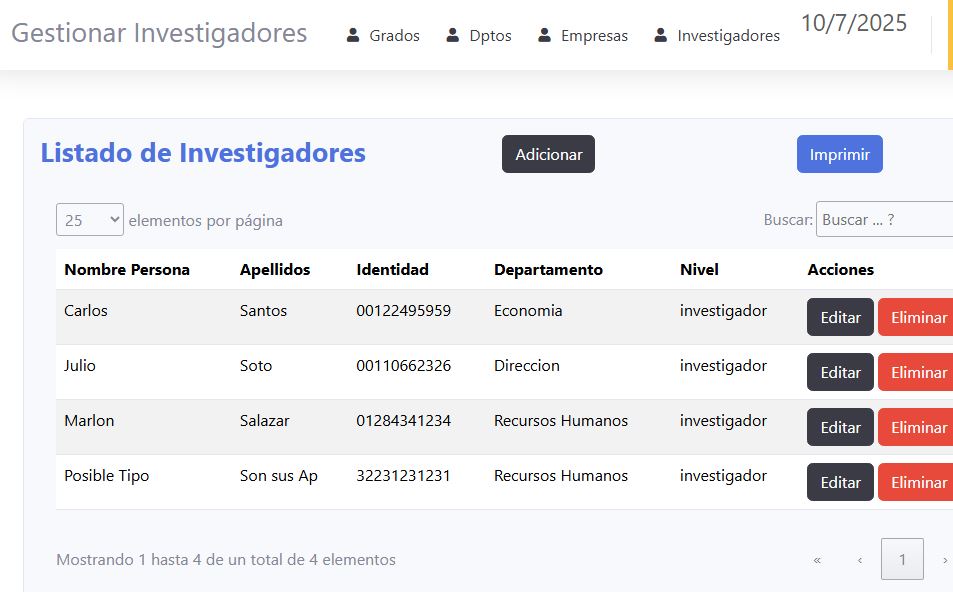 Gestionar Investigadores Grados Dptos Empresas Investigadores 10/7/2025
Listado de Investigadores Adicionar Imprimir
25 elementos por página Buscar: Buscar ... ?
Nombre Persona Apellidos Identidad Departamento Nivel Acciones
Carlos Santos 00122495959 Economia investigador Editar Eliminar
Julio Soto 00110662326 Direccion investigador Editar Eliminar
Marlon Salazar 01284341234 Recursos Humanos investigador Editar Eliminar
Posible Tipo Son sus Ap 32231231231 Recursos Humanos investigador Editar Eliminar
Mostrando 1 hasta 4 de un total de 4 elementos « ‹ 1 ›